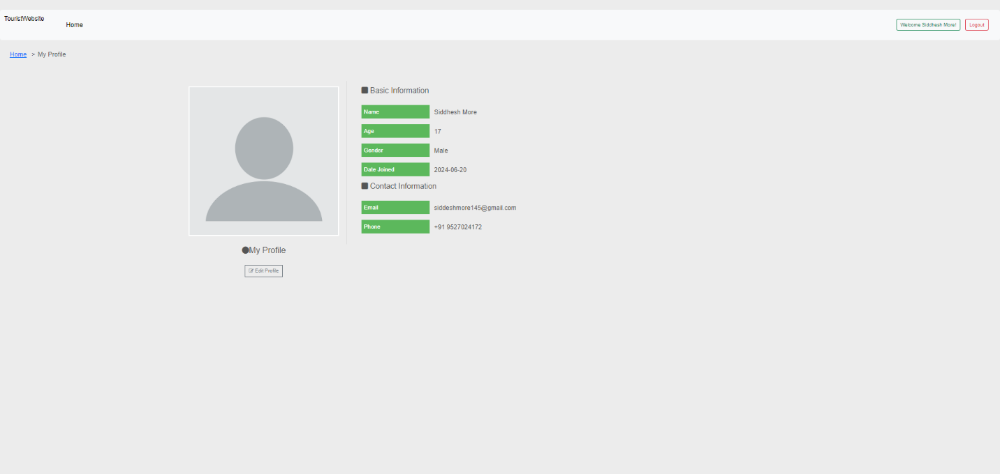 TouristWebsite
Home
Welcome Siddhesh More!
Logout
Home > My Profile
Basic Information
Name Siddhesh More
Age 17
Gender Male
Date Joined 2024-06-20
Contact Information
Email siddeshmore145@gmail.com
Phone +91 9527024172
My Profile
Edit Profile